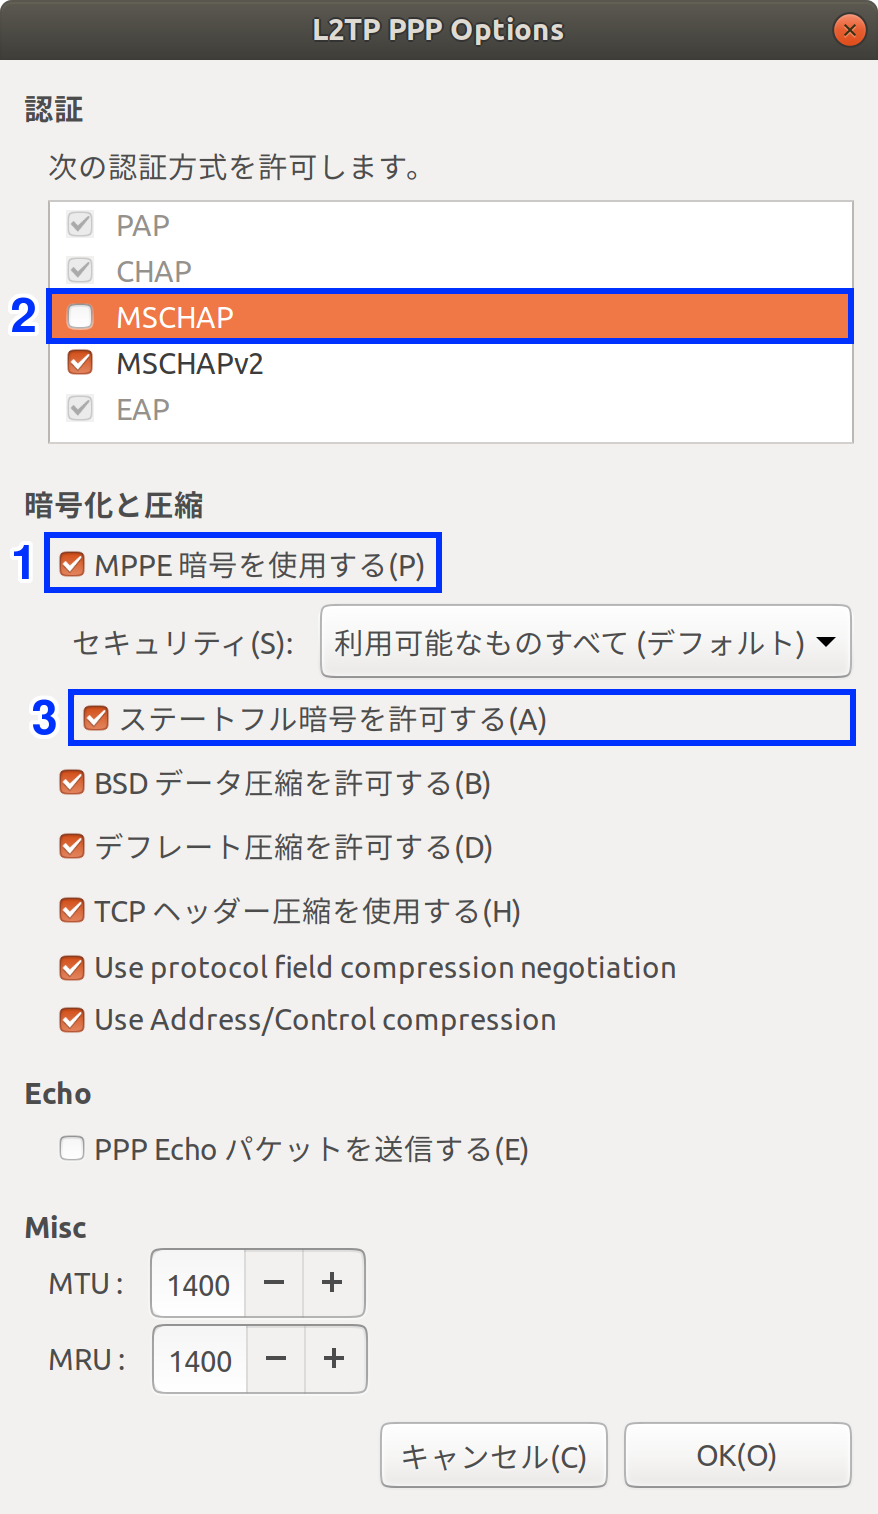 L2TP PPP Options
認証
次の認証方式を許可します。
PAP
CHAP
2 MSCHAP
MSCHAPv2
EAP
暗号化と圧縮
1 MPPE 暗号を使用する(P)
セキュリティ(S): 利用可能なものすべて (デフォルト)
3 ステートフル暗号を許可する(A)
BSD データ圧縮を許可する(B)
デフレート圧縮を許可する(D)
TCP ヘッダー圧縮を使用する(H)
Use protocol field compression negotiation
Use Address/Control compression
Echo
PPP Echo パケットを送信する(E)
Misc
MTU : 1400 − +
MRU : 1400 − +
キャンセル(C) OK(O)